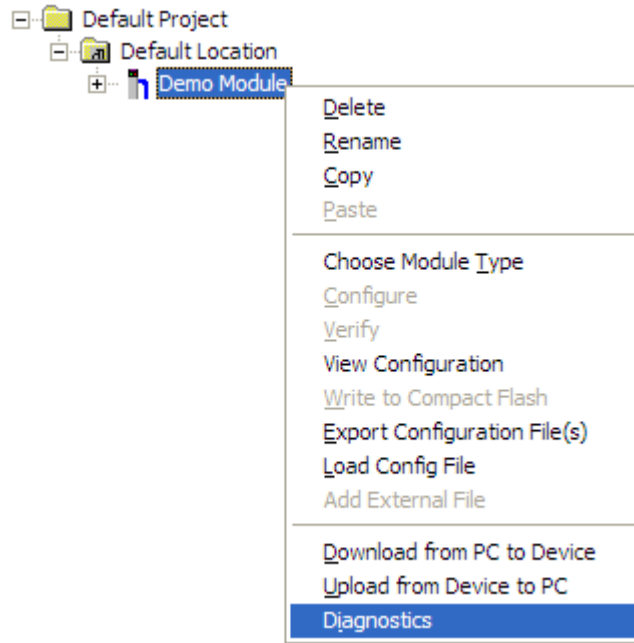 Default Project
Default Location
Demo Module
Delete
Rename
Copy
Paste
Choose Module Type
Configure
Verify
View Configuration
Write to Compact Flash
Export Configuration File(s)
Load Config File
Add External File
Download from PC to Device
Upload from Device to PC
Diagnostics